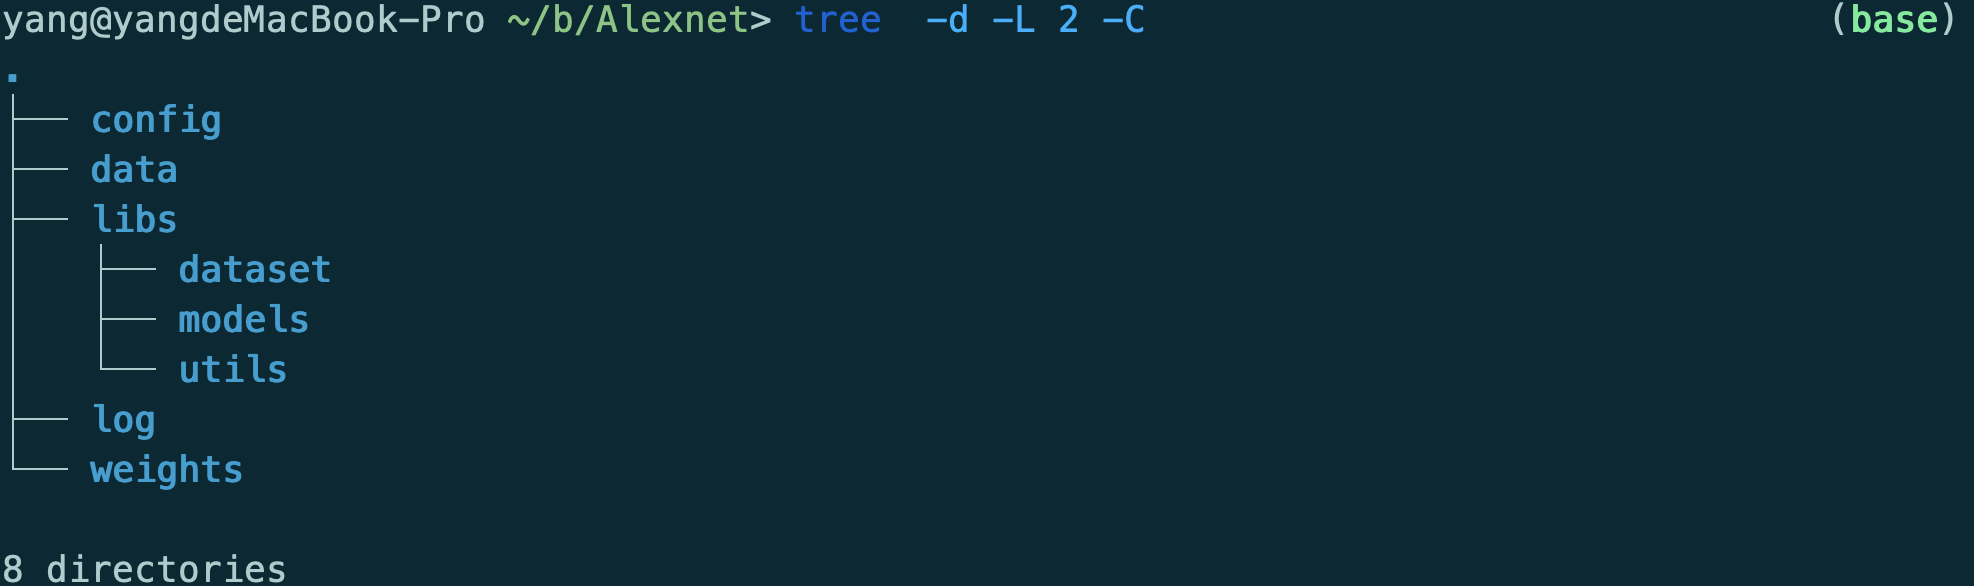 yang@yangdeMacBook-Pro ~/b/Alexnet> tree  -d -L 2 -C (base)
.
├── config
├── data
├── libs
│   ├── dataset
│   ├── models
│   └── utils
├── log
└── weights

8 directories